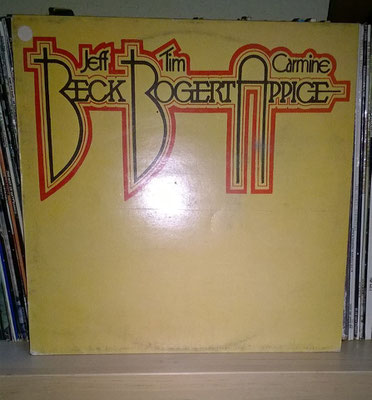 Jeff Tim Carmine
BECK BOGERT APPICE